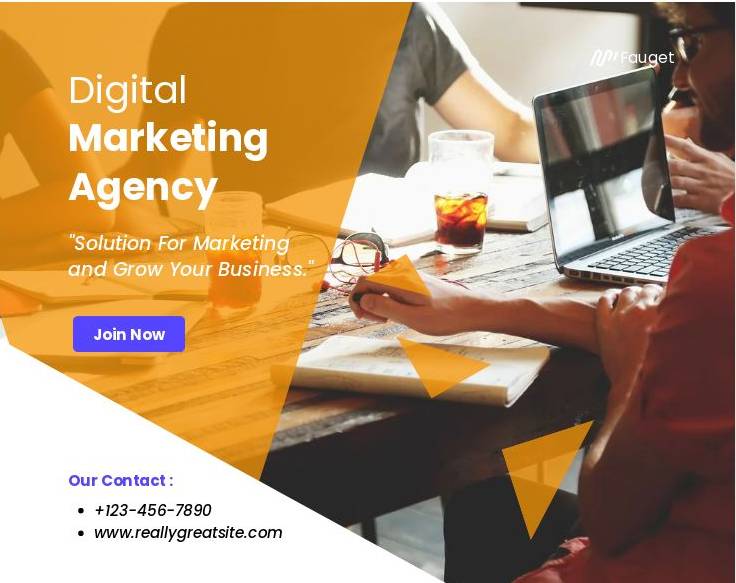 Fauget
Digital
Marketing
Agency
"Solution For Marketing
and Grow Your Business."
Join Now
Our Contact :
+123-456-7890
www.reallygreatsite.com